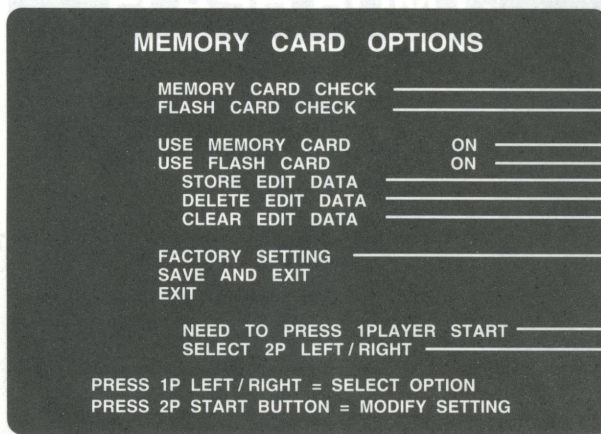 MEMORY CARD OPTIONS
MEMORY CARD CHECK
FLASH CARD CHECK
USE MEMORY CARD ON
USE FLASH CARD ON
STORE EDIT DATA
DELETE EDIT DATA
CLEAR EDIT DATA
FACTORY SETTING
SAVE AND EXIT
EXIT
NEED TO PRESS 1PLAYER START
SELECT 2P LEFT / RIGHT
PRESS 1P LEFT / RIGHT = SELECT OPTION
PRESS 2P START BUTTON = MODIFY SETTING